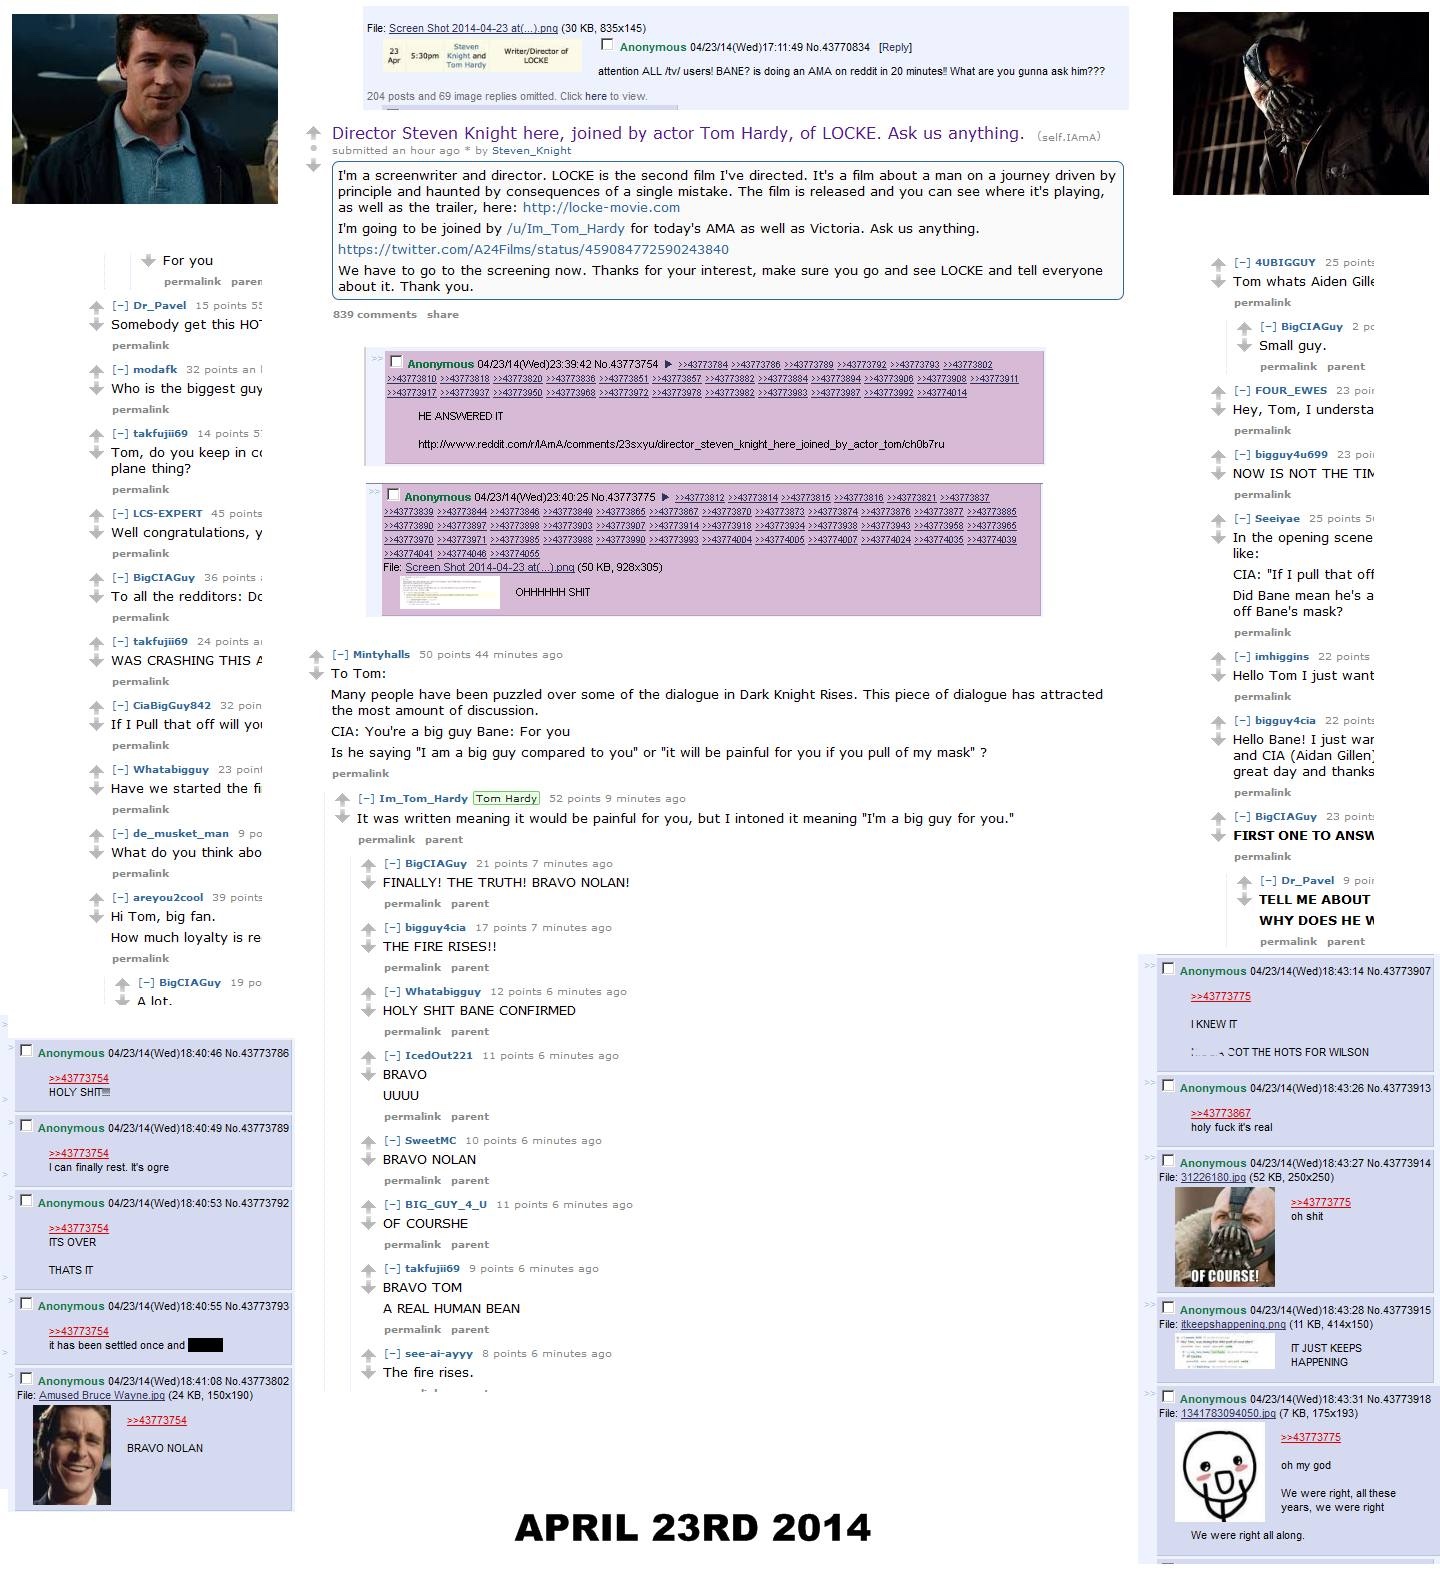 File: Screen Shot 2014-04-23 at(...).png (30 KB, 835x145)
23 Apr 5:30pm Steven Knight and Tom Hardy Writer/Director of LOCKE
Anonymous 04/23/14(Wed)17:11:49 No.43770834 [Reply]
attention ALL /tv/ users! BANE? is doing an AMA on reddit in 20 minutes!! What are you gunna ask him???
204 posts and 69 image replies omitted. Click here to view.
Director Steven Knight here, joined by actor Tom Hardy, of LOCKE. Ask us anything. (self.IAmA)
submitted an hour ago * by Steven_Knight
I'm a screenwriter and director. LOCKE is the second film I've directed. It's a film about a man on a journey driven by
principle and haunted by consequences of a single mistake. The film is released and you can see where it's playing,
as well as the trailer, here: http://locke-movie.com
I'm going to be joined by /u/Im_Tom_Hardy for today's AMA as well as Victoria. Ask us anything.
https://twitter.com/A24Films/status/459084772590243840
We have to go to the screening now. Thanks for your interest, make sure you go and see LOCKE and tell everyone
about it. Thank you.
839 comments share
>> Anonymous 04/23/14(Wed)23:39:42 No.43773754 ▶ >>43773784 >>43773786 >>43773789 >>43773792 >>43773793 >>43773802
>>43773810 >>43773818 >>43773820 >>43773836 >>43773851 >>43773857 >>43773882 >>43773884 >>43773894 >>43773906 >>43773908 >>43773911
>>43773917 >>43773937 >>43773950 >>43773968 >>43773972 >>43773978 >>43773982 >>43773983 >>43773987 >>43773992 >>43774014
HE ANSWERED IT
http://www.reddit.com/r/IAmA/comments/23sxyu/director_steven_knight_here_joined_by_actor_tom/ch0b7ru
>> Anonymous 04/23/14(Wed)23:40:25 No.43773775 ▶ >>43773812 >>43773814 >>43773815 >>43773816 >>43773821 >>43773837
>>43773839 >>43773844 >>43773846 >>43773849 >>43773865 >>43773867 >>43773870 >>43773873 >>43773874 >>43773876 >>43773877 >>43773885
>>43773890 >>43773897 >>43773898 >>43773903 >>43773907 >>43773914 >>43773918 >>43773934 >>43773938 >>43773943 >>43773958 >>43773965
>>43773970 >>43773971 >>43773985 >>43773988 >>43773990 >>43773993 >>43774004 >>43774005 >>43774007 >>43774024 >>43774035 >>43774039
>>43774041 >>43774046 >>43774055
File: Screen Shot 2014-04-23 at(...).png (50 KB, 928x305)
OHHHHHH SHIT
[–] Mintyhalls 50 points 44 minutes ago
To Tom:
Many people have been puzzled over some of the dialogue in Dark Knight Rises. This piece of dialogue has attracted
the most amount of discussion.
CIA: You're a big guy Bane: For you
Is he saying "I am a big guy compared to you" or "it will be painful for you if you pull of my mask" ?
permalink
[–] Im_Tom_Hardy Tom Hardy 52 points 9 minutes ago
It was written meaning it would be painful for you, but I intoned it meaning "I'm a big guy for you."
permalink parent
[–] BigCIAGuy 21 points 7 minutes ago
FINALLY! THE TRUTH! BRAVO NOLAN!
permalink parent
[–] bigguy4cia 17 points 7 minutes ago
THE FIRE RISES!!
permalink parent
[–] Whatabigguy 12 points 6 minutes ago
HOLY SHIT BANE CONFIRMED
permalink parent
[–] IcedOut221 11 points 6 minutes ago
BRAVO
UUUU
permalink parent
[–] SweetMC 10 points 6 minutes ago
BRAVO NOLAN
permalink parent
[–] BIG_GUY_4_U 11 points 6 minutes ago
OF COURSHE
permalink parent
[–] takfujii69 9 points 6 minutes ago
BRAVO TOM
A REAL HUMAN BEAN
permalink parent
[–] see-ai-ayyy 8 points 6 minutes ago
The fire rises.
For you
permalink paren
[–] Dr_Pavel 15 points 55
Somebody get this HO
permalink
[–] modafk 32 points an
Who is the biggest guy
permalink
[–] takfujii69 14 points 5
Tom, do you keep in co
plane thing?
permalink
[–] LCS-EXPERT 45 points
Well congratulations, y
permalink
[–] BigCIAGuy 36 points
To all the redditors: Do
permalink
[–] takfujii69 24 points a
WAS CRASHING THIS A
permalink
[–] CiaBigGuy842 32 poin
If I Pull that off will you
permalink
[–] Whatabigguy 23 point
Have we started the fi
permalink
[–] de_musket_man 9 po
What do you think abo
permalink
[–] areyou2cool 39 points
Hi Tom, big fan.
How much loyalty is re
permalink
[–] BigCIAGuy 19 po
A lot.
Anonymous 04/23/14(Wed)18:40:46 No.43773786
>>43773754
HOLY SHIT!!!!
Anonymous 04/23/14(Wed)18:40:49 No.43773789
>>43773754
I can finally rest. It's ogre
Anonymous 04/23/14(Wed)18:40:53 No.43773792
>>43773754
ITS OVER
THATS IT
Anonymous 04/23/14(Wed)18:40:55 No.43773793
>>43773754
it has been settled once and
Anonymous 04/23/14(Wed)18:41:08 No.43773802
File: Amused Bruce Wayne.jpg (24 KB, 150x190)
>>43773754
BRAVO NOLAN
[–] 4UBIGGUY 25 points
Tom whats Aiden Gille
permalink
[–] BigCIAGuy 2 po
Small guy.
permalink parent
[–] FOUR_EWES 23 poin
Hey, Tom, I understa
permalink
[–] bigguy4u699 23 poi
NOW IS NOT THE TIM
permalink
[–] Seeiyae 25 points 5
In the opening scene
like:
CIA: "If I pull that off
Did Bane mean he's a
off Bane's mask?
permalink
[–] imhiggins 22 points
Hello Tom I just want
permalink
[–] bigguy4cia 22 points
Hello Bane! I just wan
and CIA (Aidan Gillen)
great day and thanks
permalink
[–] BigCIAGuy 23 points
FIRST ONE TO ANSW
permalink
[–] Dr_Pavel 9 poin
TELL ME ABOUT
WHY DOES HE W
permalink parent
>> Anonymous 04/23/14(Wed)18:43:14 No.43773907
>>43773775
I KNEW IT
GOT THE HOTS FOR WILSON
>> Anonymous 04/23/14(Wed)18:43:26 No.43773913
>>43773867
holy fuck it's real
>> Anonymous 04/23/14(Wed)18:43:27 No.43773914
File: 31226180.jpg (52 KB, 250x250)
>>43773775
oh shit
OF COURSE!
>> Anonymous 04/23/14(Wed)18:43:28 No.43773915
File: itkeepshappening.png (11 KB, 414x150)
IT JUST KEEPS
HAPPENING
>> Anonymous 04/23/14(Wed)18:43:31 No.43773918
File: 1341783094050.jpg (7 KB, 175x193)
>>43773775
oh my god
We were right, all these
years, we were right
We were right all along.
APRIL 23RD 2014